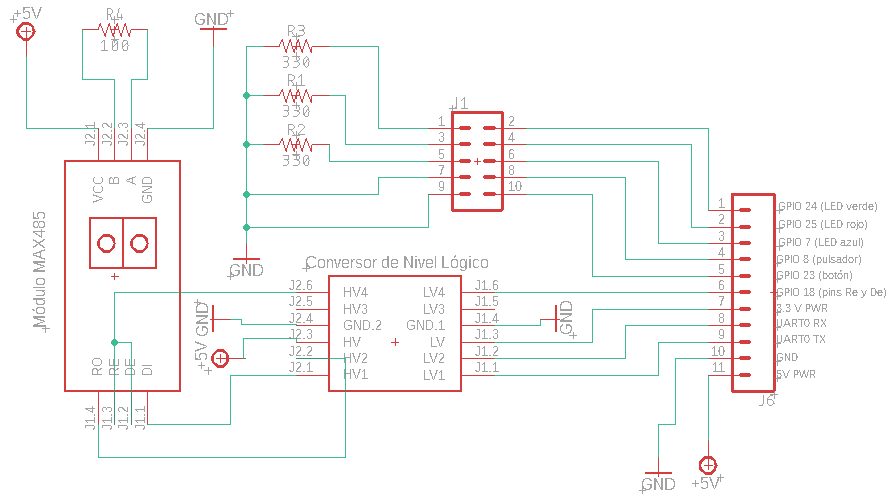 +5V
R4
100
GND
R3
330
R1
330
R2
330
GND
J1
1
3
5
7
9
2
4
6
8
10
J2.1
J2.2
J2.3
J2.4
VCC
B
A
GND
Módulo MAX485
RO
RE
DE
DI
J1.4
J1.3
J1.2
J1.1
Conversor de Nivel Lógico
J2.6
J2.5
J2.4
J2.3
J2.2
J2.1
HV4
HV3
GND.2
HV
HV2
HV1
LV4
LV3
GND.1
LV
LV2
LV1
J1.6
J1.5
J1.4
J1.3
J1.2
J1.1
GND
+5V
GND
1
2
3
4
5
6
7
8
9
10
11
GPIO 24 (LED verde)
GPIO 25 (LED rojo)
GPIO 7 (LED azul)
GPIO 8 (pulsador)
GPIO 23 (botón)
GPIO 18 (pins Re y De)
3.3 V PWR
UART0 RX
UART0 TX
GND
5V PWR
J6
GND
+5V